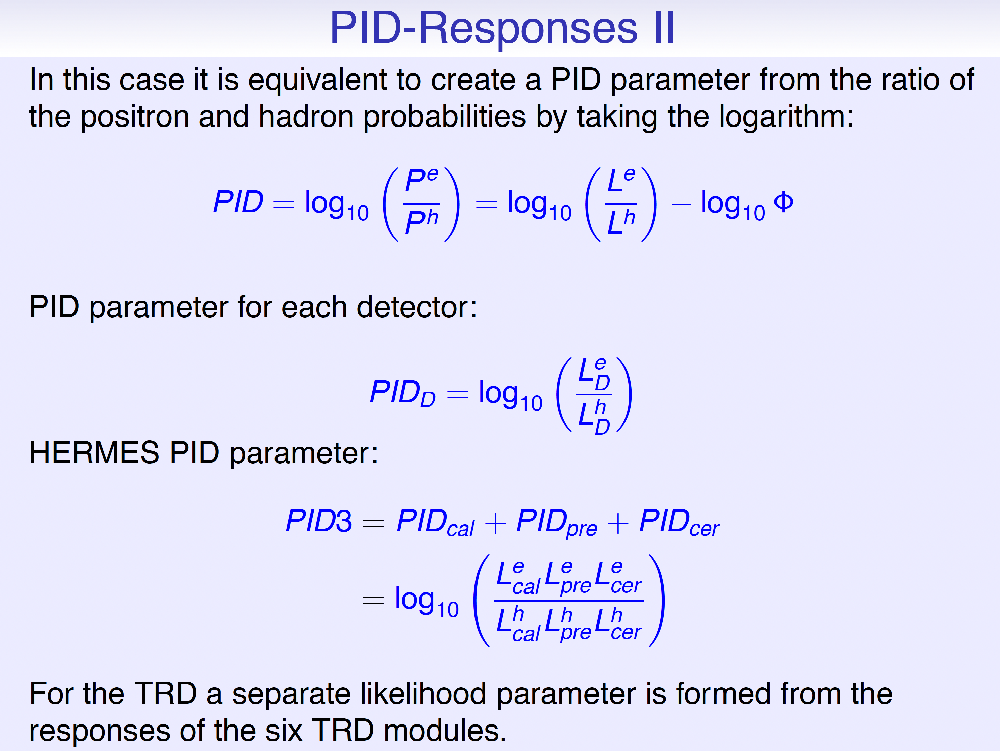 PID-Responses II
In this case it is equivalent to create a PID parameter from the ratio of
the positron and hadron probabilities by taking the logarithm:
$PID = \log_{10}\left(\frac{P^e}{P^h}\right) = \log_{10}\left(\frac{L^e}{L^h}\right) - \log_{10}\Phi$
PID parameter for each detector:
$PID_D = \log_{10}\left(\frac{L^e_D}{L^h_D}\right)$
HERMES PID parameter:
$PID3 = PID_{cal} + PID_{pre} + PID_{cer}$
$= \log_{10}\left(\frac{L^e_{cal} L^e_{pre} L^e_{cer}}{L^h_{cal} L^h_{pre} L^h_{cer}}\right)$
For the TRD a separate likelihood parameter is formed from the
responses of the six TRD modules.